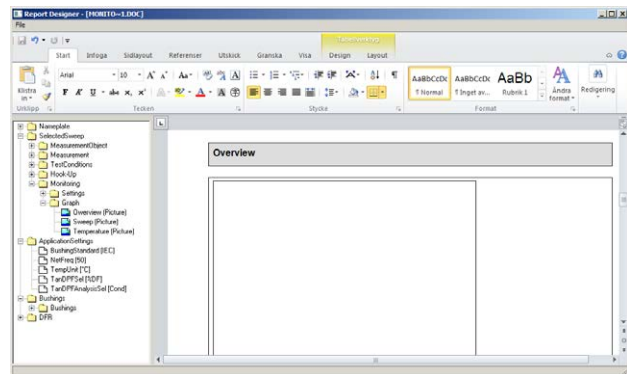 Report Designer - [MONITO~1.DOC]
File
Start Infoga Sidlayout Referenser Utskick Granska Visa Design Layout
Klistra in
Arial 10
AaBbCcDc AaBbCcDc AaBb
¶ Normal ¶ Inget av... Rubrik 1
Ändra format
Redigering
Urklipp Tecken Stycke Format
Nameplate
SelectedSweep
MeasurementObject
Measurement
TestConditions
Hook-Up
Monitoring
Settings
Graph
Overview (Picture)
Sweep (Picture)
Temperature (Picture)
ApplicationSettings
BushingStandard [IEC]
NetFreq [50]
TempUnit [°C]
TanDPFSel [%DF]
TanDPFAnalysisSel [Cond]
Bushings
Bushings
DFR
Overview